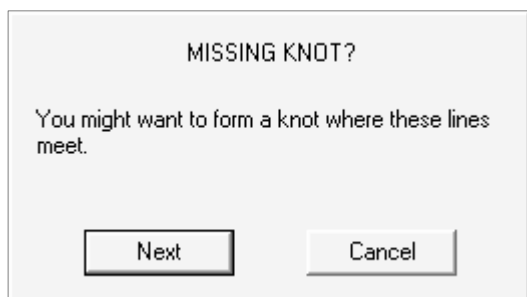 MISSING KNOT?
You might want to form a knot where these lines
meet.
Next
Cancel